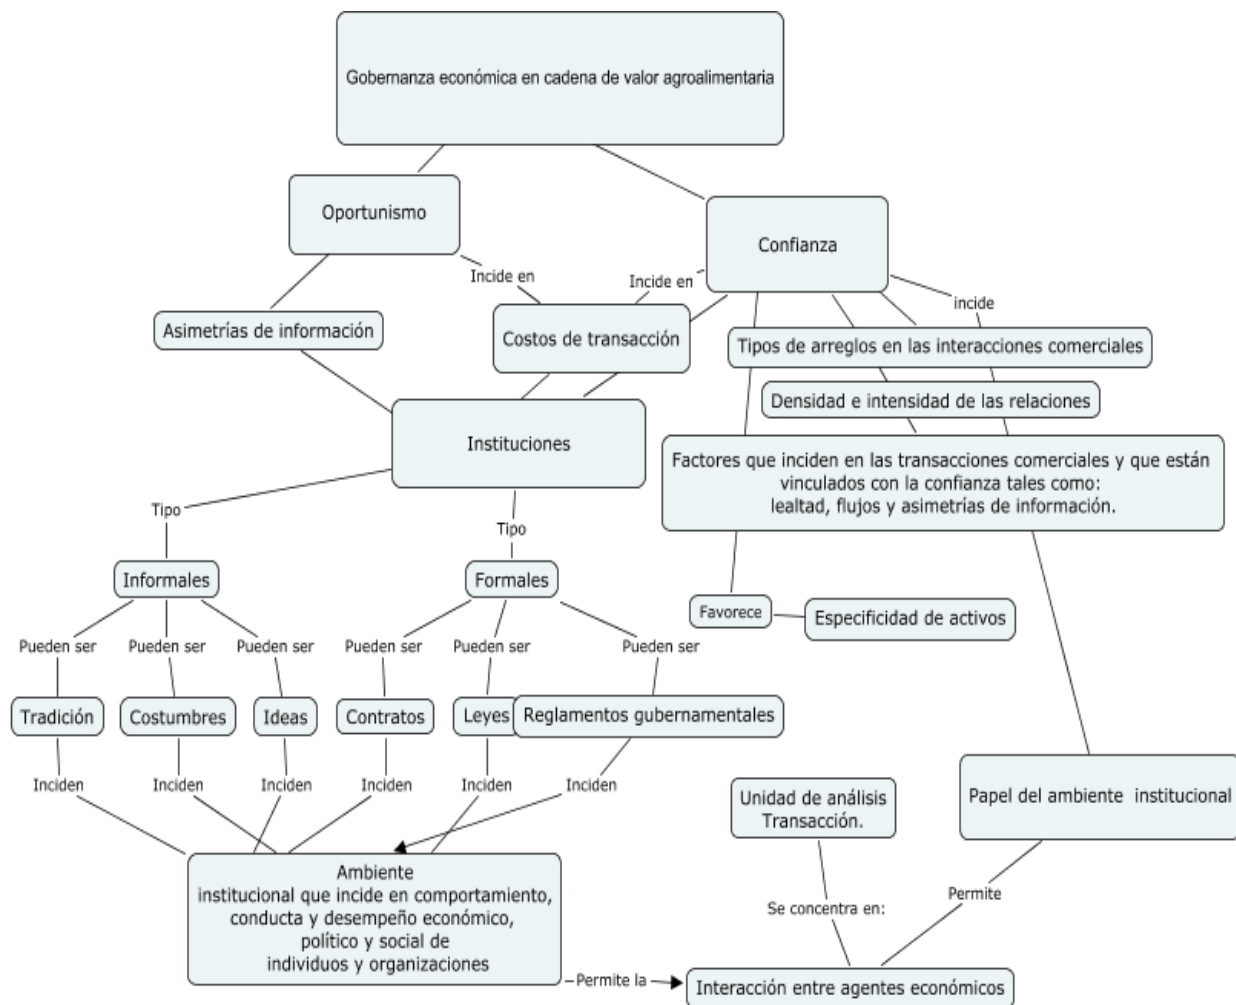 Gobernanza económica en cadena de valor agroalimentaria
Oportunismo
Confianza
Incide en
Incide en
incide
Asimetrías de información
Costos de transacción
Tipos de arreglos en las interacciones comerciales
Densidad e intensidad de las relaciones
Instituciones
Factores que inciden en las transacciones comerciales y que están
vinculados con la confianza tales como:
lealtad, flujos y asimetrías de información.
Tipo
Tipo
Informales
Formales
Favorece
Especificidad de activos
Pueden ser
Pueden ser
Pueden ser
Pueden ser
Pueden ser
Pueden ser
Tradición
Costumbres
Ideas
Contratos
Leyes
Reglamentos gubernamentales
Inciden
Inciden
Inciden
Inciden
Inciden
Inciden
Unidad de análisis
Transacción.
Papel del ambiente institucional
Ambiente
institucional que incide en comportamiento,
conducta y desempeño económico,
político y social de
individuos y organizaciones
Se concentra en:
Permite
Permite la
Interacción entre agentes económicos